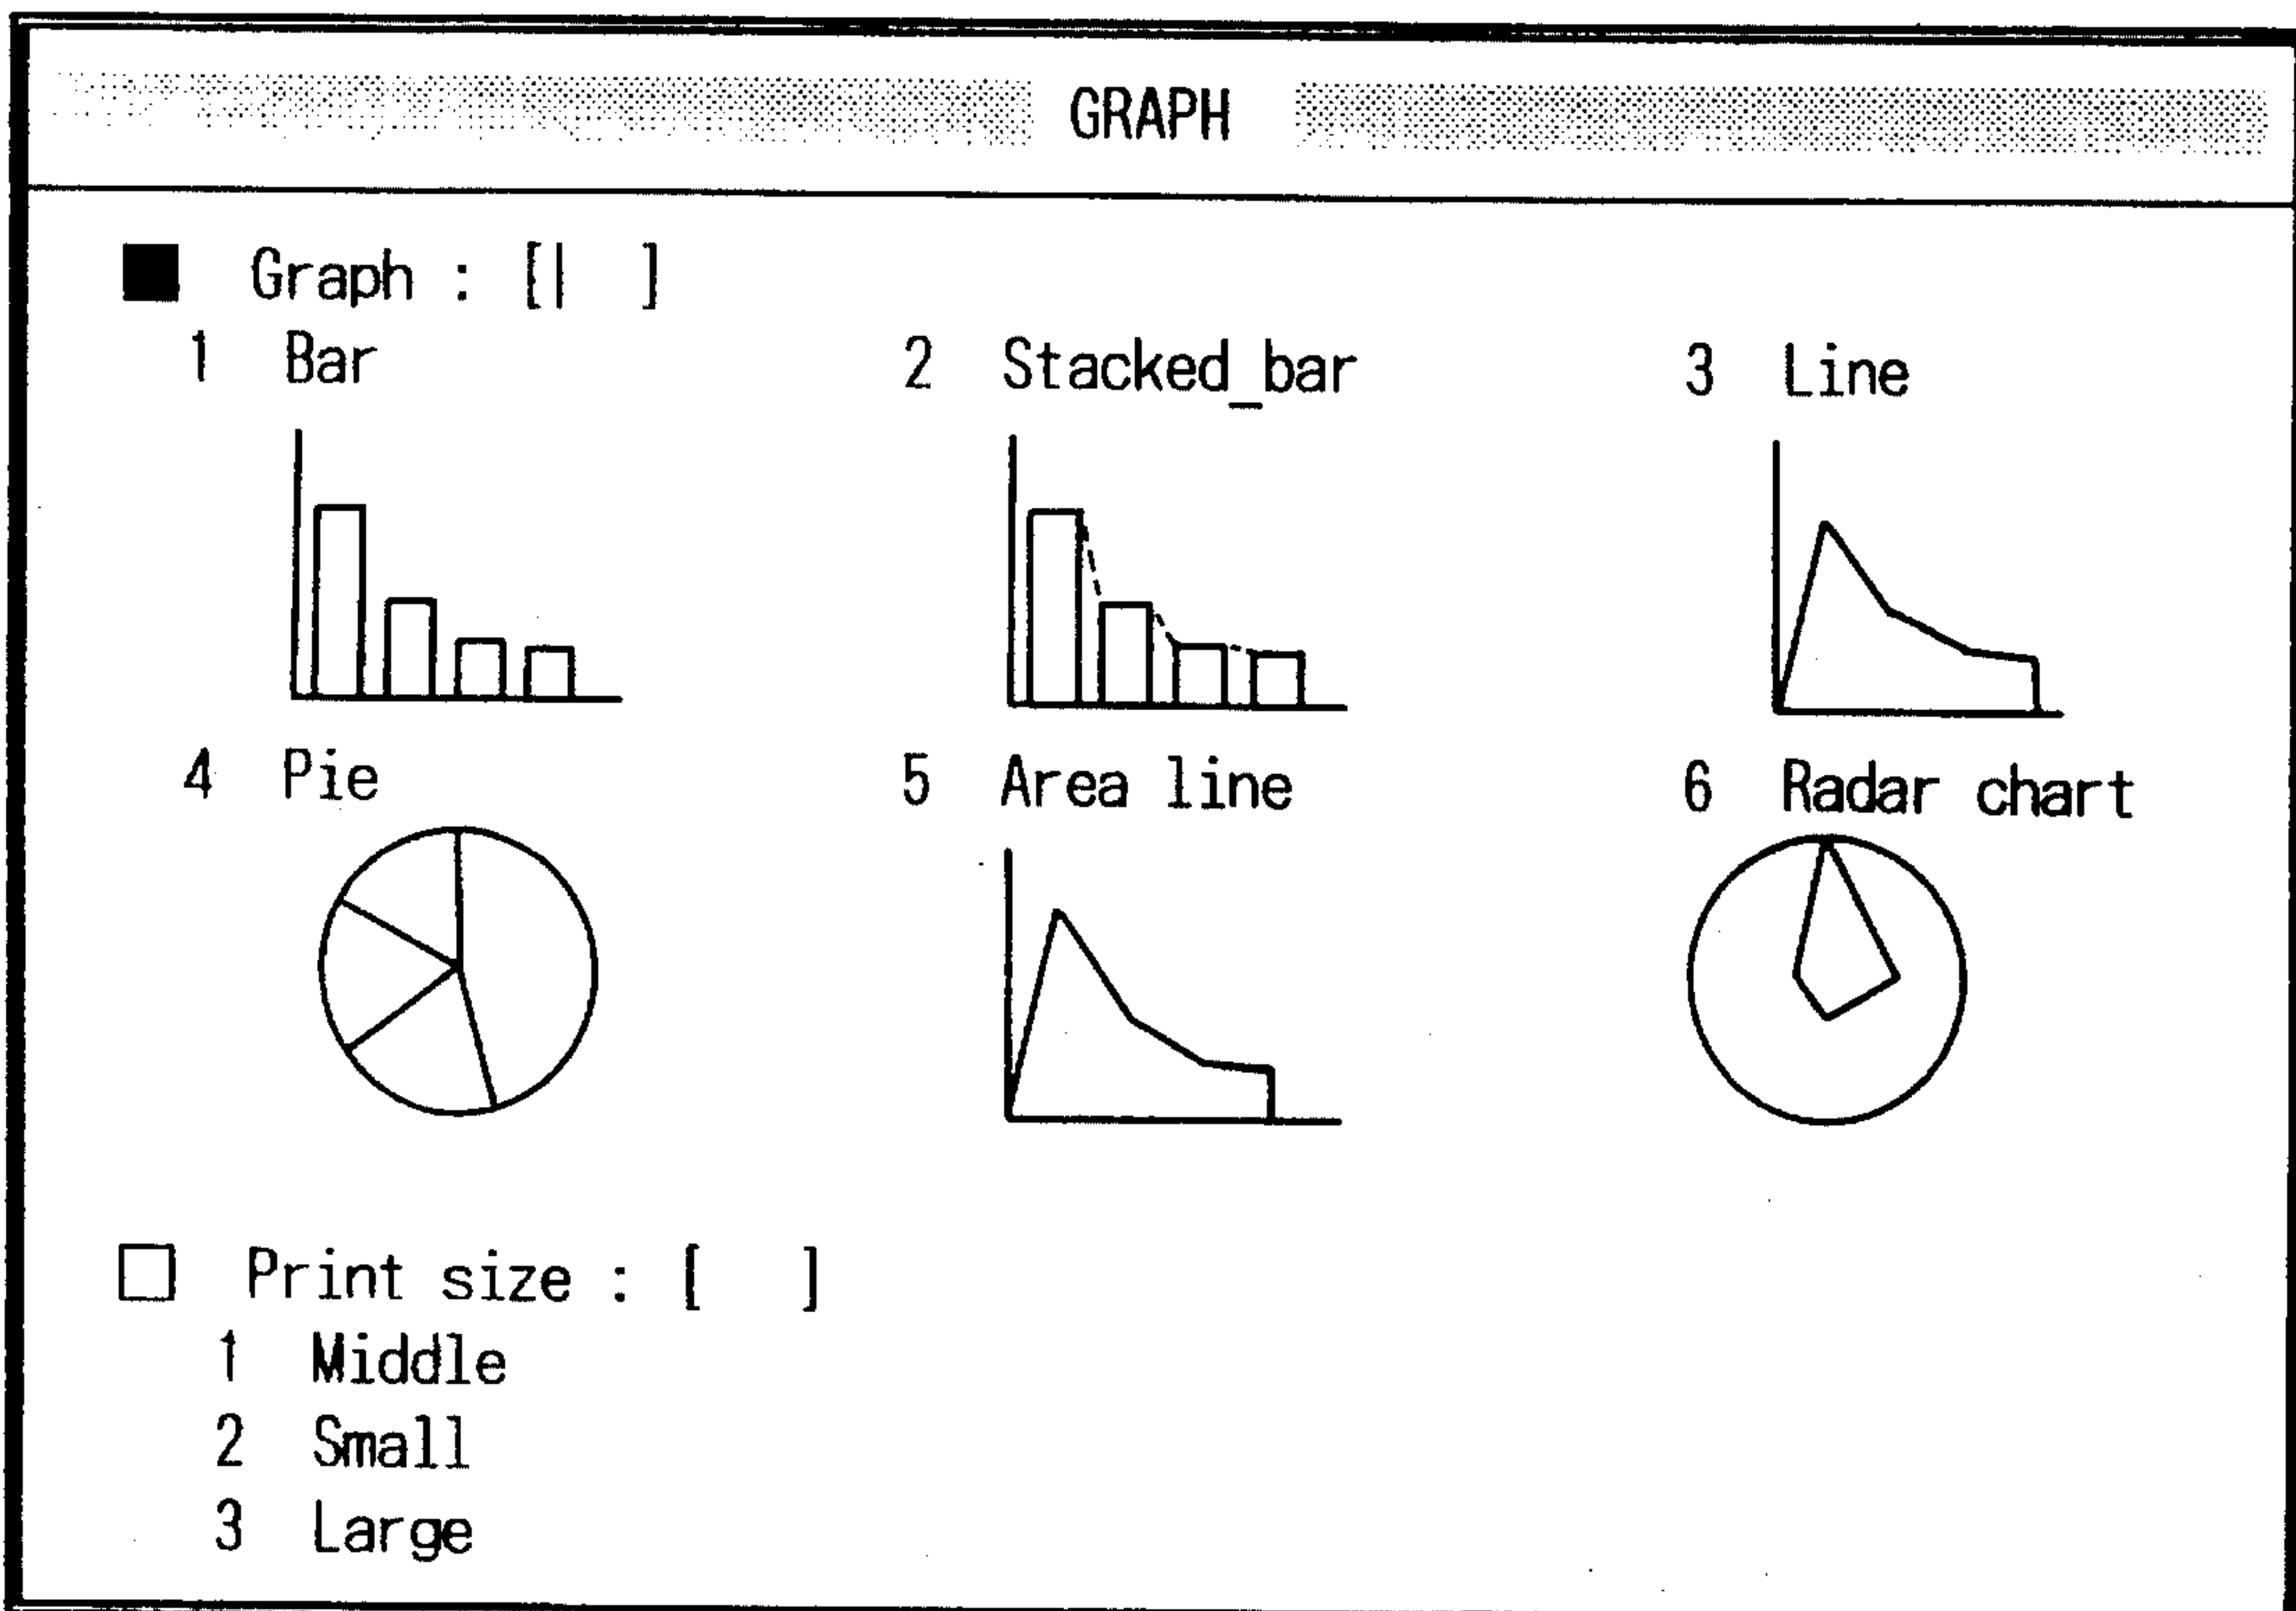 GRAPH
■ Graph : [| ]
1 Bar 2 Stacked_bar 3 Line
4 Pie 5 Area line 6 Radar chart
□ Print size : [ ]
1 Middle
2 Small
3 Large